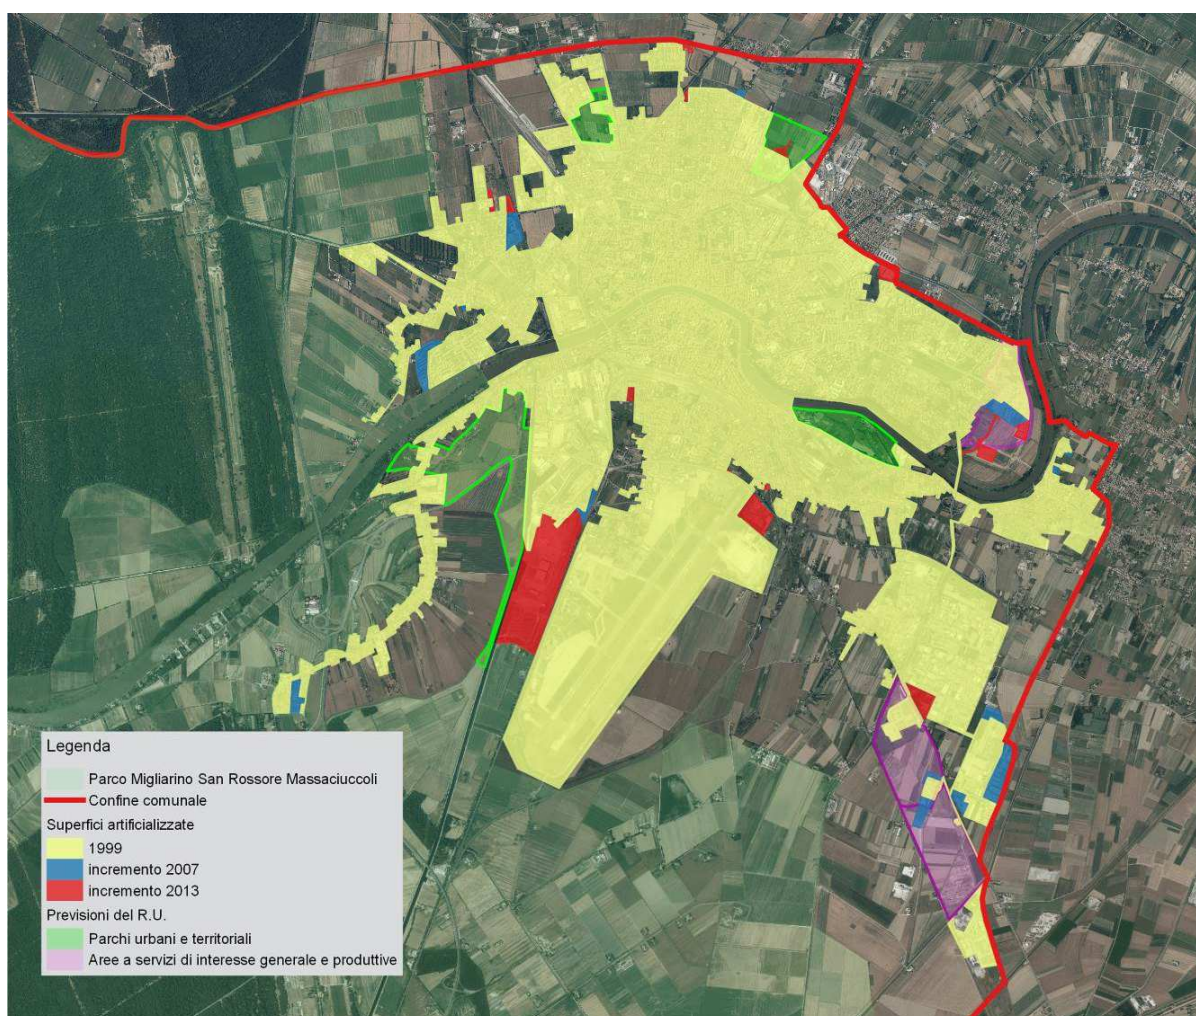 Legenda
Parco Migliarino San Rossore Massaciuccoli
Confine comunale
Superfici artificializzate
1999
incremento 2007
incremento 2013
Previsioni del R.U.
Parchi urbani e territoriali
Aree a servizi di interesse generale e produttive